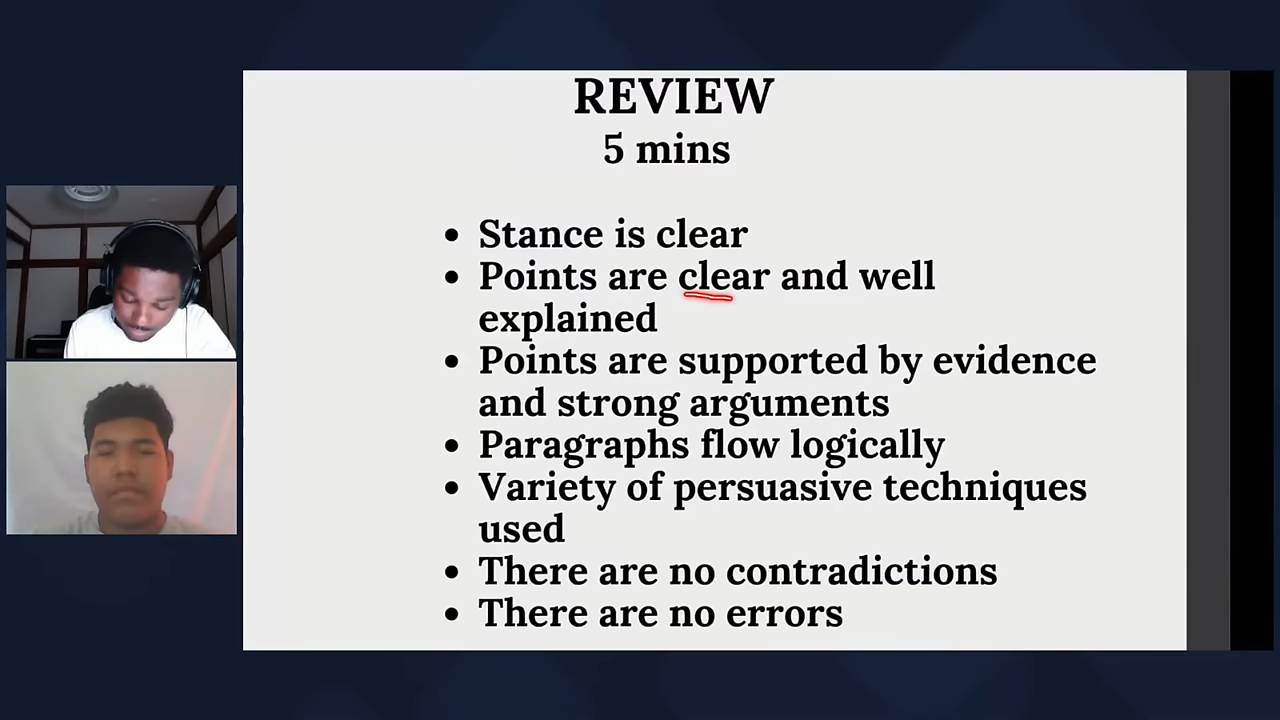 REVIEW
5 mins
• Stance is clear
• Points are clear and well
explained
• Points are supported by evidence
and strong arguments
• Paragraphs flow logically
• Variety of persuasive techniques
used
• There are no contradictions
• There are no errors